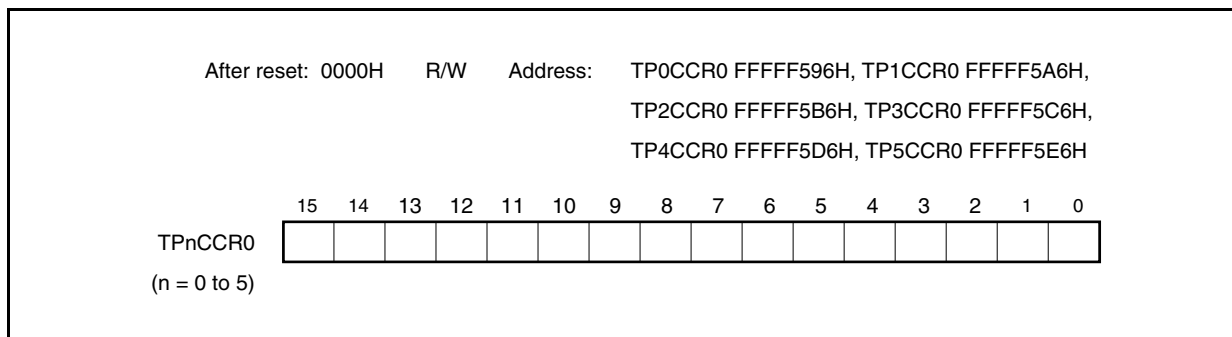 After reset: 0000H R/W Address: TP0CCR0 FFFFF596H, TP1CCR0 FFFFF5A6H,
TP2CCR0 FFFFF5B6H, TP3CCR0 FFFFF5C6H,
TP4CCR0 FFFFF5D6H, TP5CCR0 FFFFF5E6H
15 14 13 12 11 10 9 8 7 6 5 4 3 2 1 0
TPnCCR0
(n = 0 to 5)